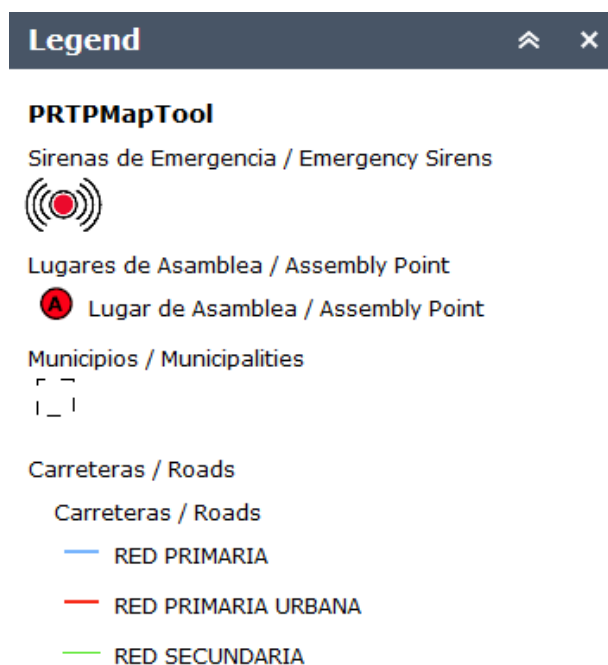 Legend
PRTPMapTool
Sirenas de Emergencia / Emergency Sirens
Lugares de Asamblea / Assembly Point
A Lugar de Asamblea / Assembly Point
Municipios / Municipalities
Carreteras / Roads
Carreteras / Roads
RED PRIMARIA
RED PRIMARIA URBANA
RED SECUNDARIA